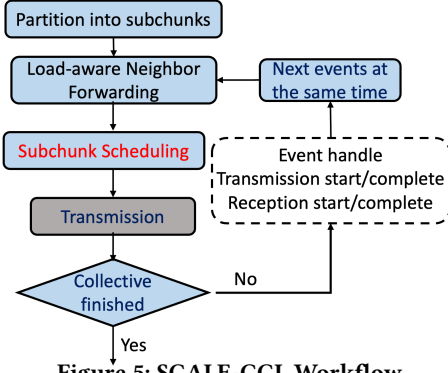 Partition into subchunks
Load-aware Neighbor
Forwarding
Next events at
the same time
Subchunk Scheduling
Event handle
Transmission start/complete
Reception start/complete
Transmission
Collective
finished
No
Yes
Figure 5: SCALE-CCL Workflow